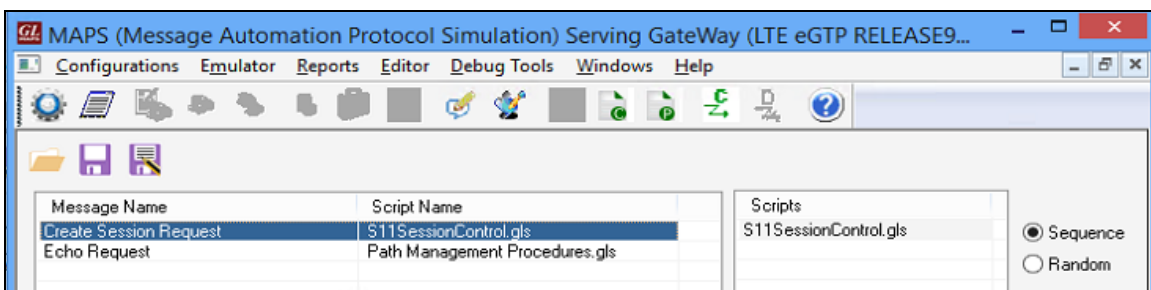 GL MAPS MAPS (Message Automation Protocol Simulation) Serving GateWay (LTE eGTP RELEASE9...
Configurations Emulator Reports Editor Debug Tools Windows Help
C P C D
Message Name Script Name Scripts
Create Session Request S11SessionControl.gls S11SessionControl.gls Sequence
Echo Request Path Management Procedures.gls Random